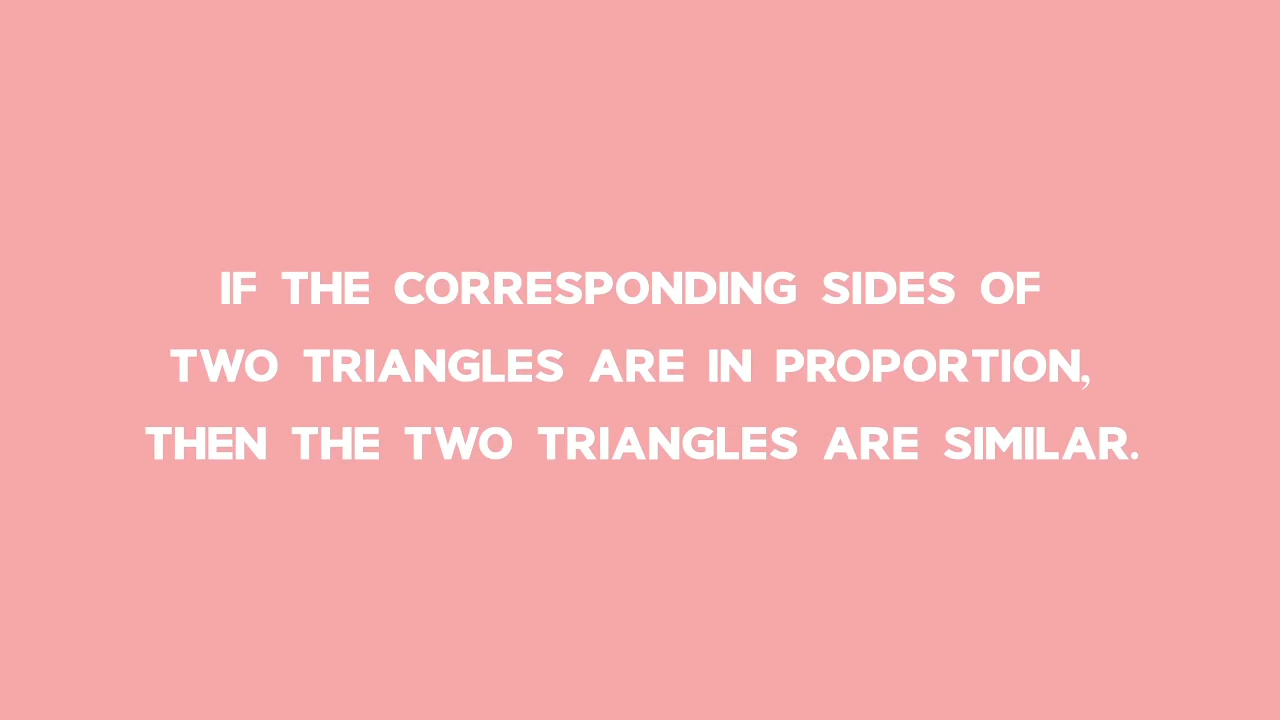 IF THE CORRESPONDING SIDES OF
TWO TRIANGLES ARE IN PROPORTION,
THEN THE TWO TRIANGLES ARE SIMILAR.